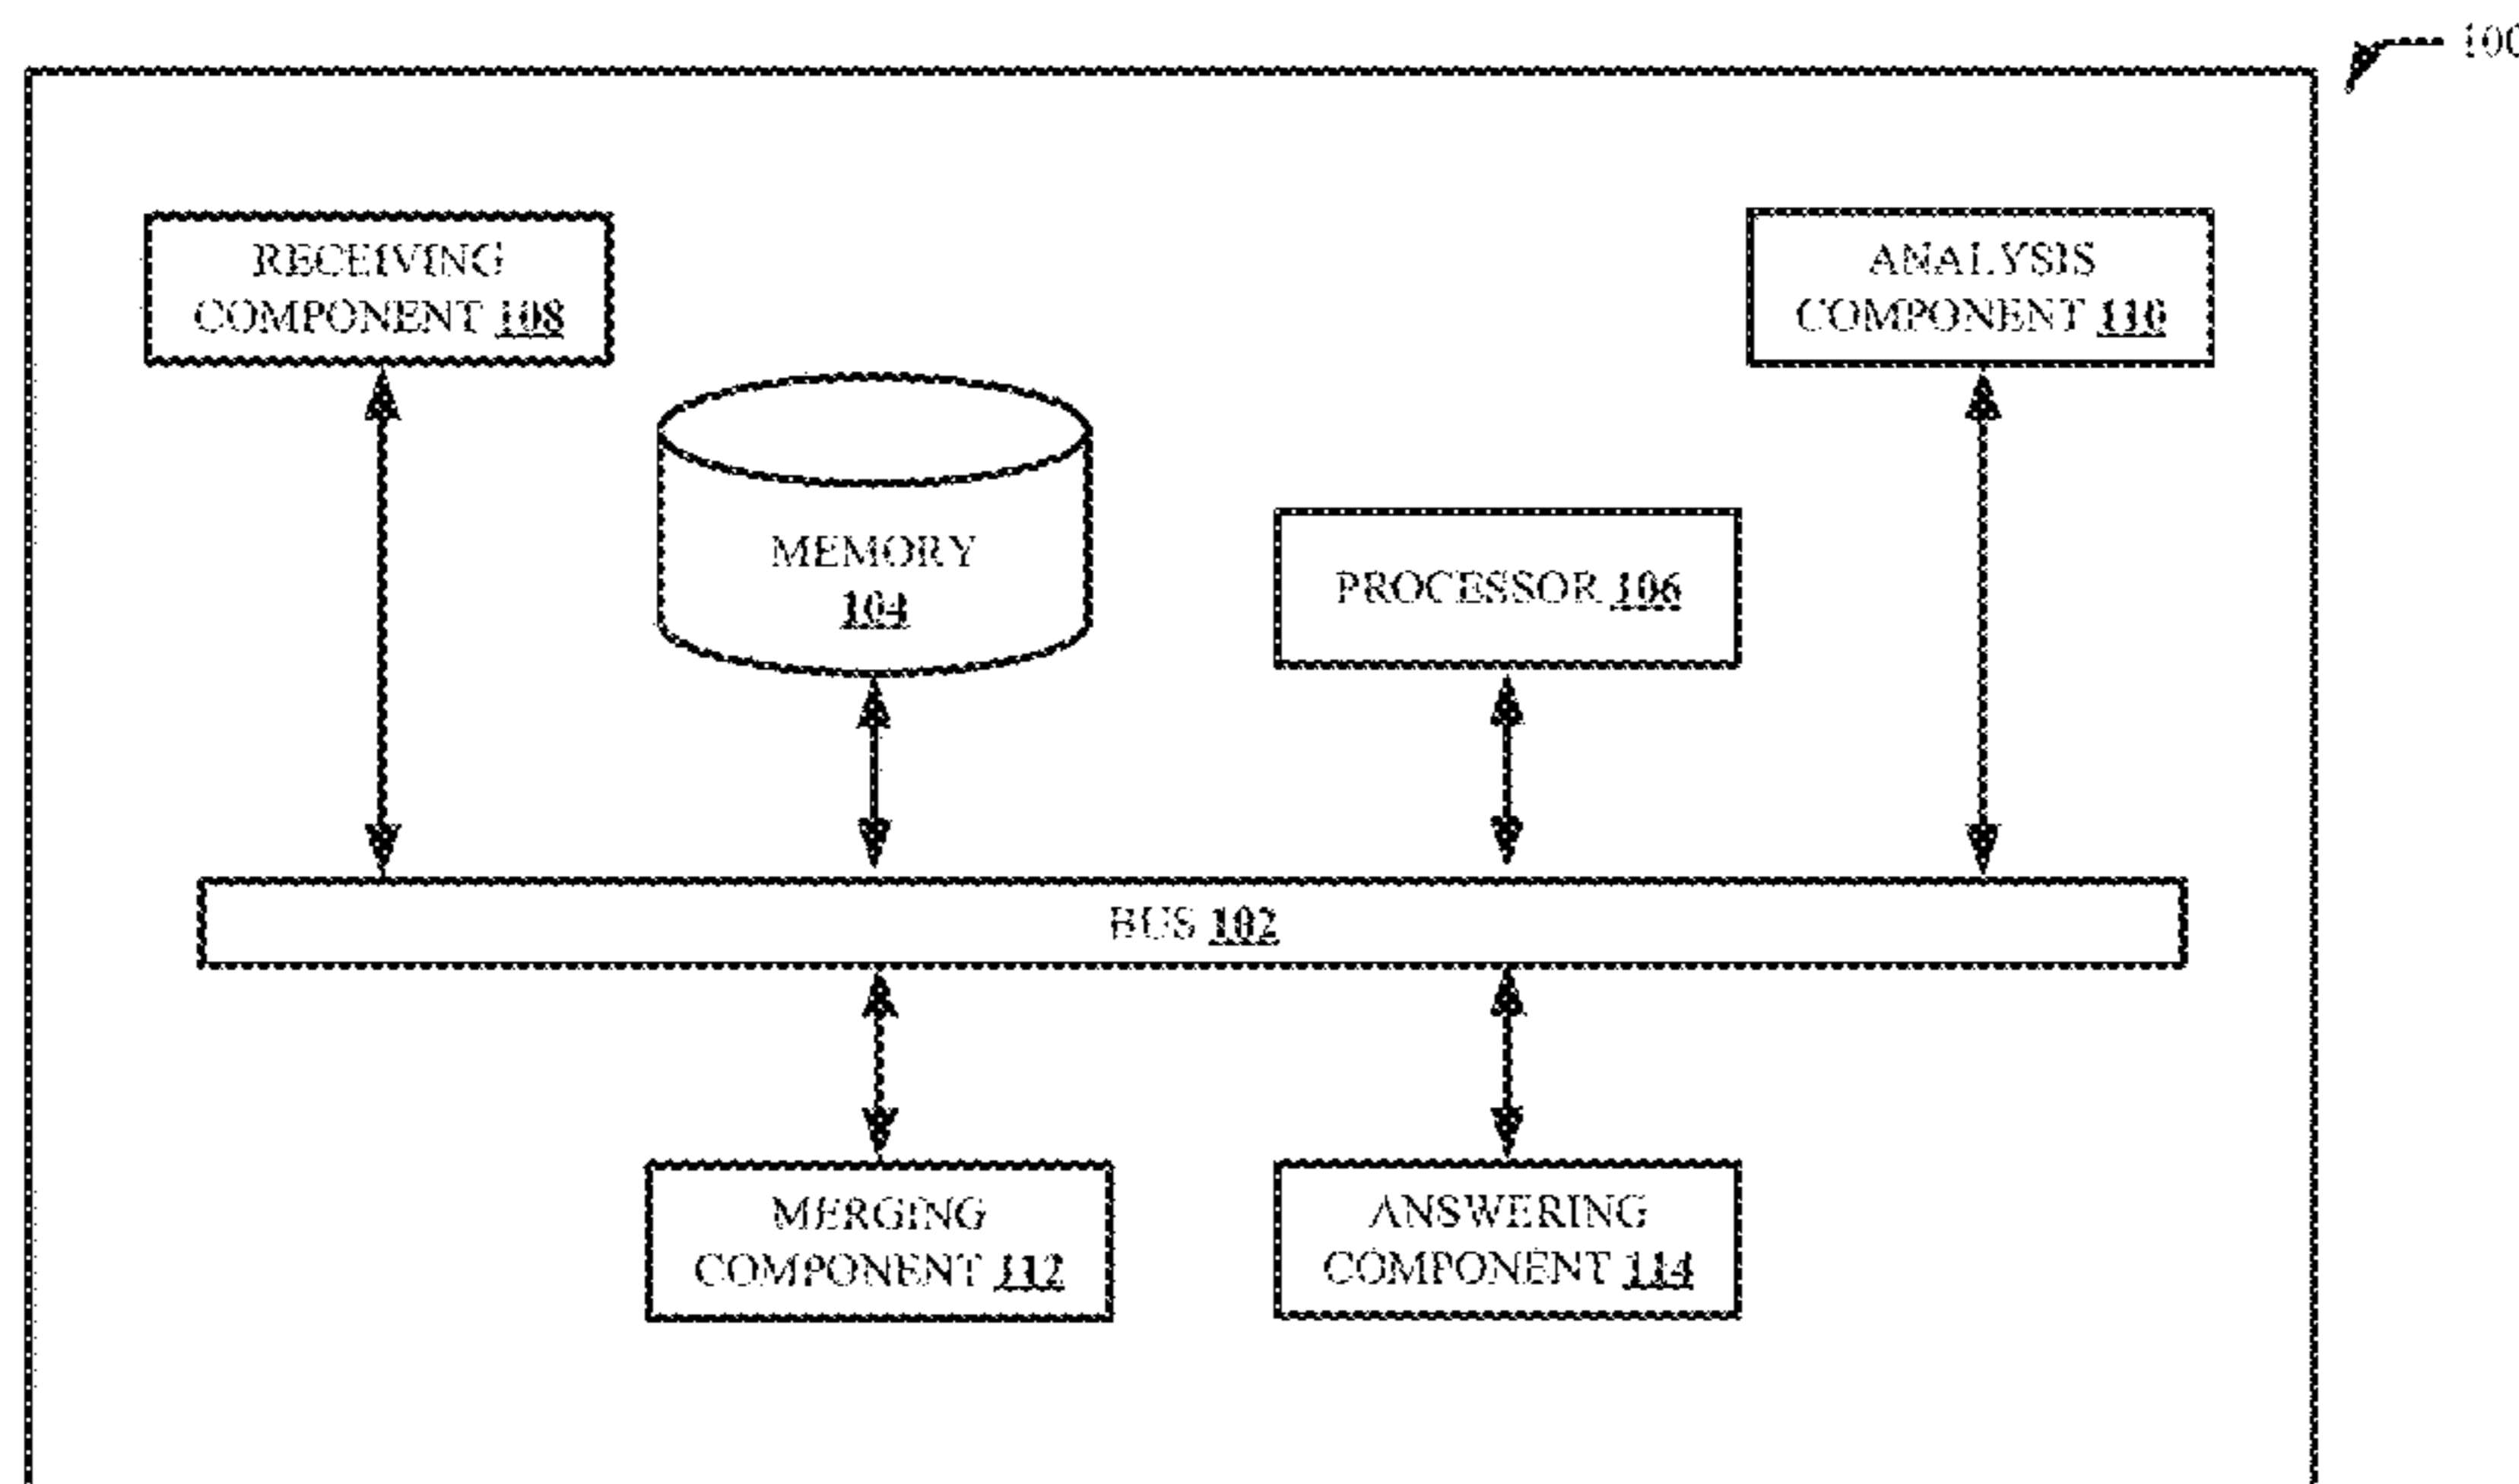 100
RECEIVING
COMPONENT 108
ANALYSIS
COMPONENT 110
MEMORY
104
PROCESSOR 106
BUS 102
MERGING
COMPONENT 112
ANSWERING
COMPONENT 114